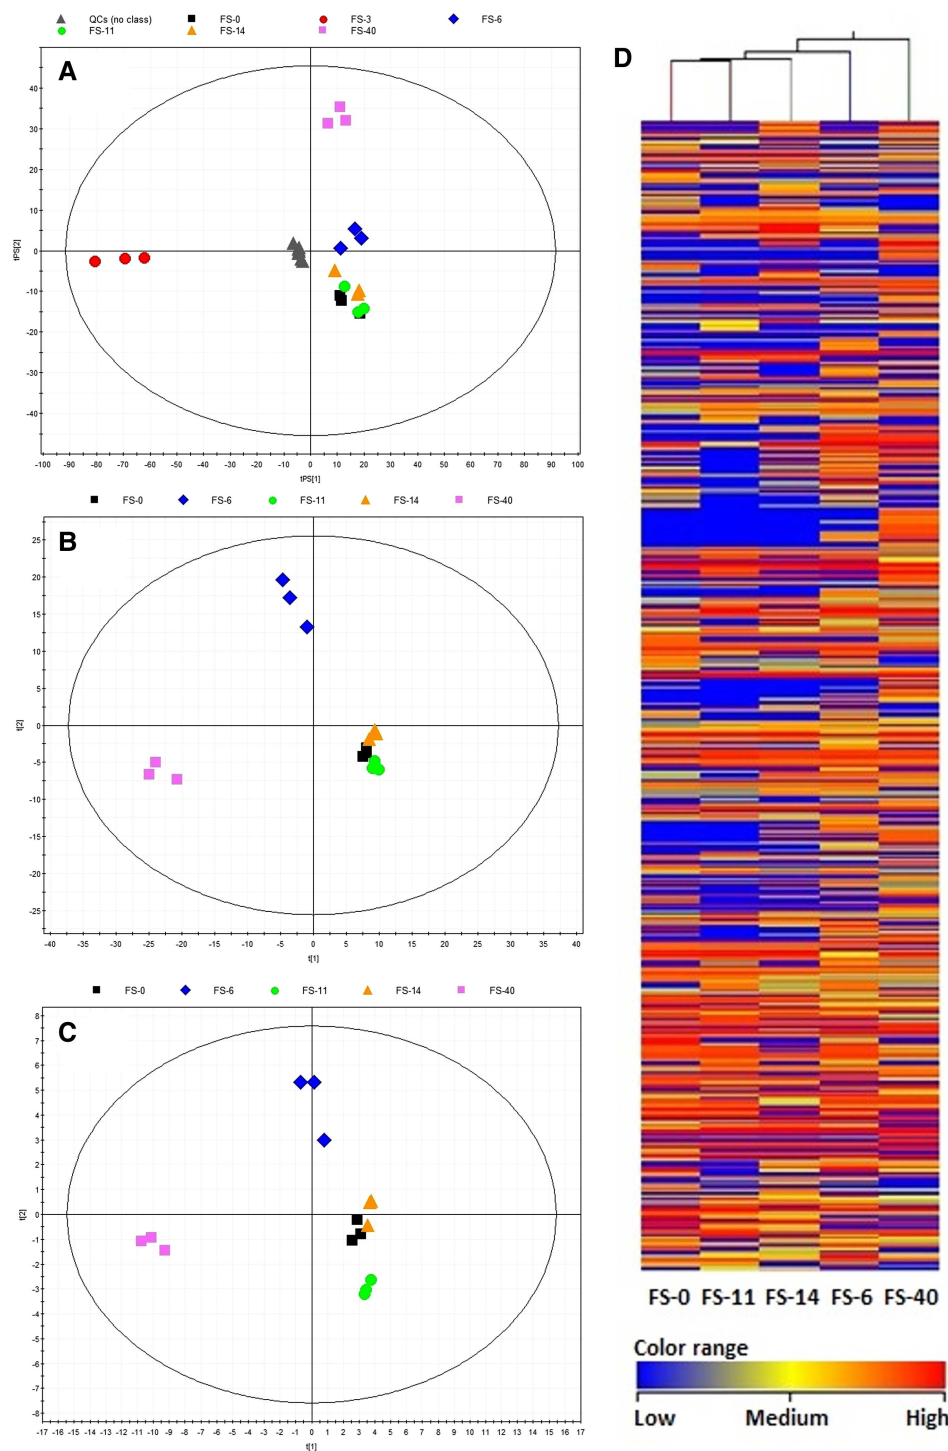 QCs (no class) FS-0 FS-3 FS-6
FS-11 FS-14 FS-40
A
40
30
20
10
0
-10
-20
-30
-40
tPS[2]
-100 -90 -80 -70 -60 -50 -40 -30 -20 -10 0 10 20 30 40 50 60 70 80 90 100
tPS[1]
FS-0 FS-6 FS-11 FS-14 FS-40
B
25
20
15
10
5
0
-5
-10
-15
-20
-25
t[2]
-40 -35 -30 -25 -20 -15 -10 -5 0 5 10 15 20 25 30 35 40
t[1]
FS-0 FS-6 FS-11 FS-14 FS-40
C
8
7
6
5
4
3
2
1
0
-1
-2
-3
-4
-5
-6
-7
-8
t[2]
-17 -16 -15 -14 -13 -12 -11 -10 -9 -8 -7 -6 -5 -4 -3 -2 -1 0 1 2 3 4 5 6 7 8 9 10 11 12 13 14 15 16 17
t[1]
D
FS-0 FS-11 FS-14 FS-6 FS-40
Color range
Low Medium High